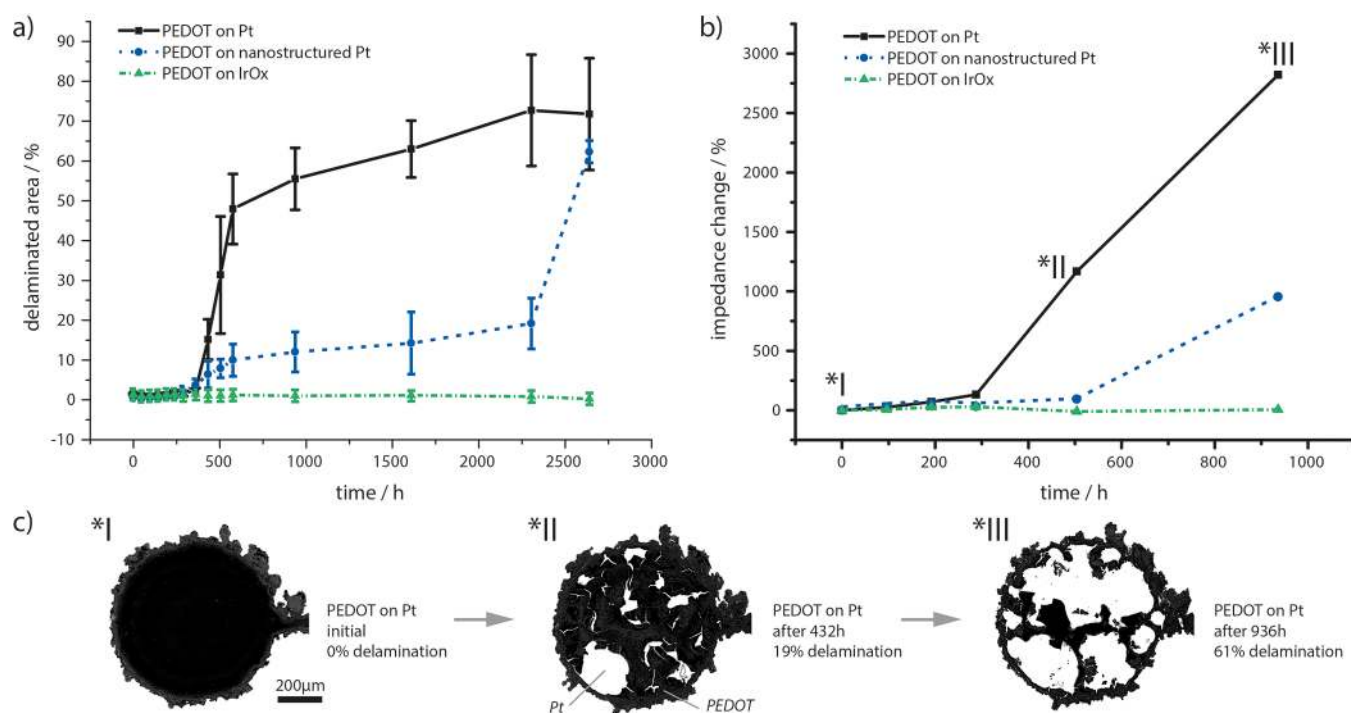 a)
PEDOT on Pt
PEDOT on nanostructured Pt
PEDOT on IrOx
90
80
70
60
50
40
30
20
10
0
-10
delaminated area / %
0
500
1000
1500
2000
2500
3000
time / h
b)
PEDOT on Pt
PEDOT on nanostructured Pt
PEDOT on IrOx
3000
2500
2000
1500
1000
500
0
impedance change / %
*I
*II
*III
0
200
400
600
800
1000
time / h
c)
*I
PEDOT on Pt
initial
0% delamination
200µm
*II
Pt
PEDOT
PEDOT on Pt
after 432h
19% delamination
*III
PEDOT on Pt
after 936h
61% delamination